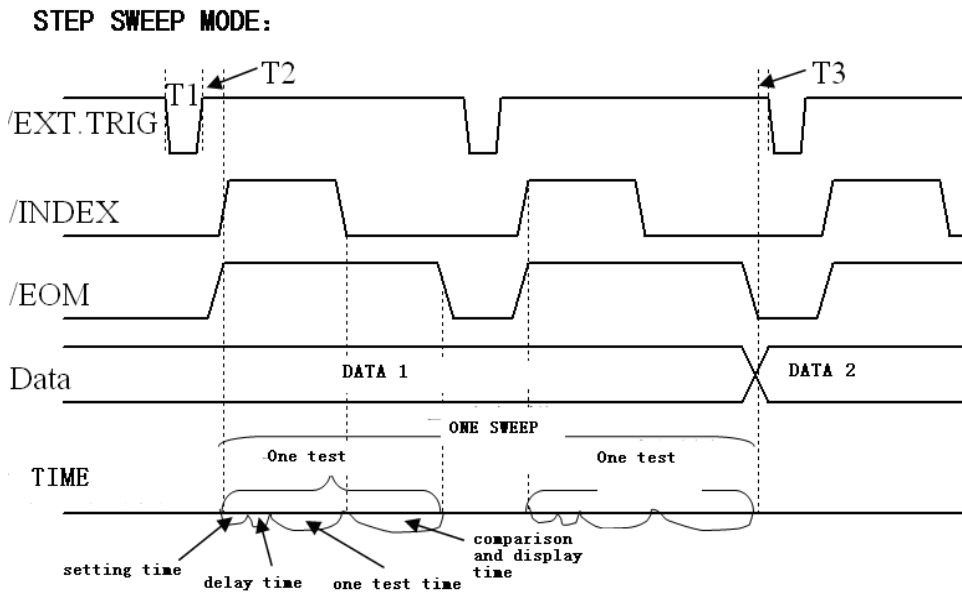 STEP SWEEP MODE:
T1
T2
T3
/EXT.TRIG
/INDEX
/EOM
Data
DATA 1
DATA 2
ONE SWEEP
One test
One test
TIME
setting time
delay time
one test time
comparison
and display
time